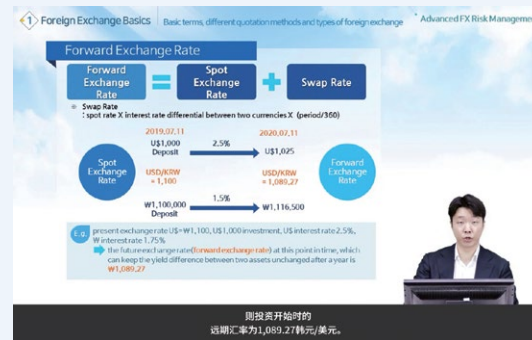 1 Foreign Exchange Basics | Basic terms, different quotation methods and types of foreign exchange
Advanced FX Risk Manageme
Forward Exchange Rate
Forward Exchange Rate = Spot Exchange Rate + Swap Rate
Swap Rate
: spot rate X interest rate differential between two currencies X (period/360)
2019.07.11 2020.07.11
U$1,000 Deposit 2.5% U$1,025
Spot Exchange Rate
USD/KRW = 1,100
USD/KRW = 1,089.27
Forward Exchange Rate
₩1,100,000 Deposit 1.5% ₩1,116,500
E.g. present exchange rate U$=₩1,100, U$1,000 investment, U$ interest rate 2.5%,
₩ interest rate 1.75%
the future exchange rate(forward exchange rate) at this point in time, which
can keep the yield difference between two assets unchanged after a year is
₩1,089.27
则投资开始时的
远期汇率为1,089.27韩元/美元。